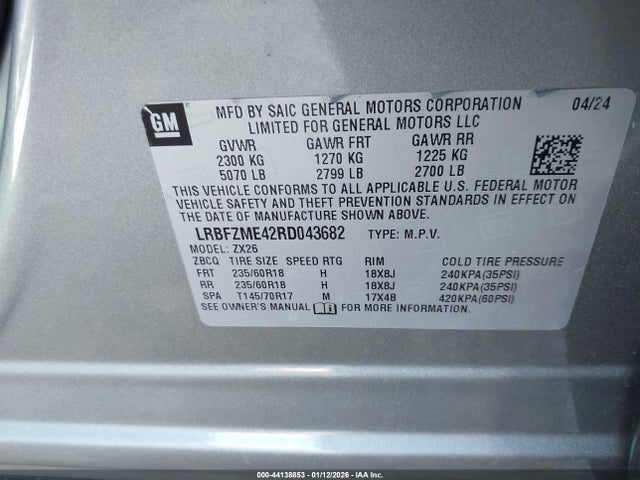 GM
MFD BY SAIC GENERAL MOTORS CORPORATION 04/24
LIMITED FOR GENERAL MOTORS LLC
GVWR GAWR FRT GAWR RR
2300 KG 1270 KG 1225 KG
5070 LB 2799 LB 2700 LB
THIS VEHICLE CONFORMS TO ALL APPLICABLE U.S. FEDERAL MOTOR
VEHICLE SAFETY AND THEFT PREVENTION STANDARDS IN EFFECT ON
THE DATE OF MANUFACTURE SHOWN ABOVE.
LRBFZME42RD043682 TYPE: M.P.V.
MODEL: ZX26
ZBCQ TIRE SIZE SPEED RTG RIM COLD TIRE PRESSURE
FRT 235/60R18 H 18X8J 240KPA(35PSI)
RR 235/60R18 H 18X8J 240KPA(35PSI)
SPA T145/70R17 M 17X4B 420KPA(60PSI)
SEE OWNER'S MANUAL FOR MORE INFORMATION.
000-44138853 - 01/12/2026 - IAA Inc.